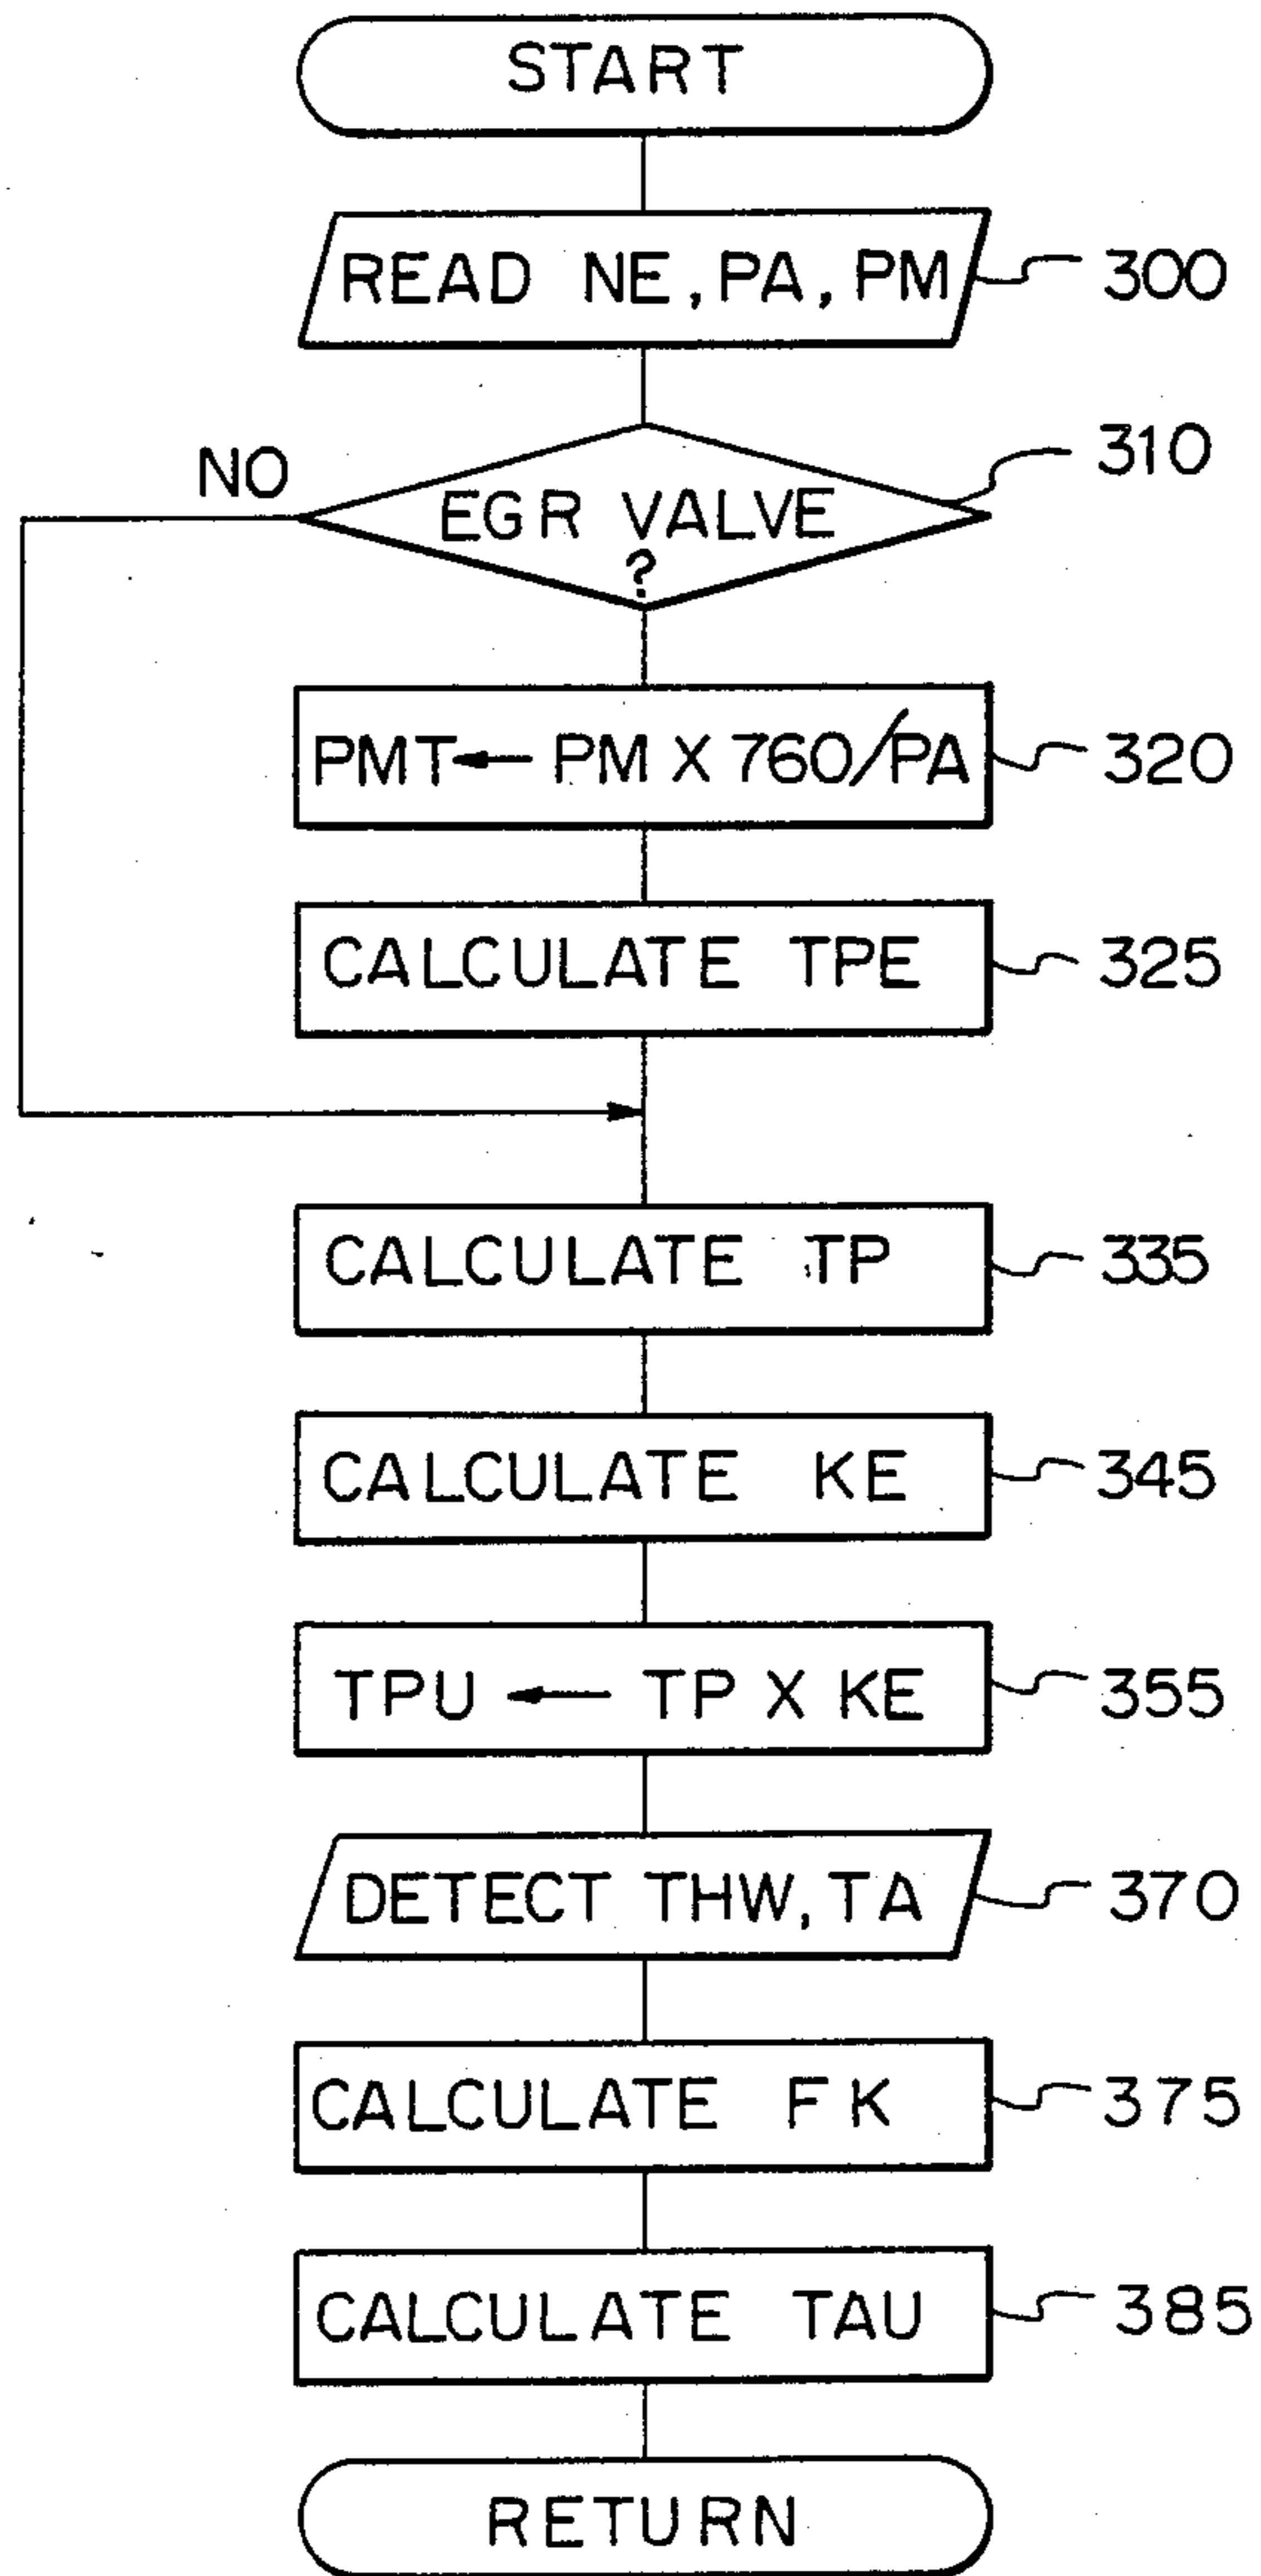 START
READ NE, PA, PM 300
310
NO
EGR VALVE
?
PMT ← PM X 760/PA 320
CALCULATE TPE 325
CALCULATE TP 335
CALCULATE KE 345
TPU ← TP X KE 355
DETECT THW, TA 370
CALCULATE FK 375
CALCULATE TAU 385
RETURN